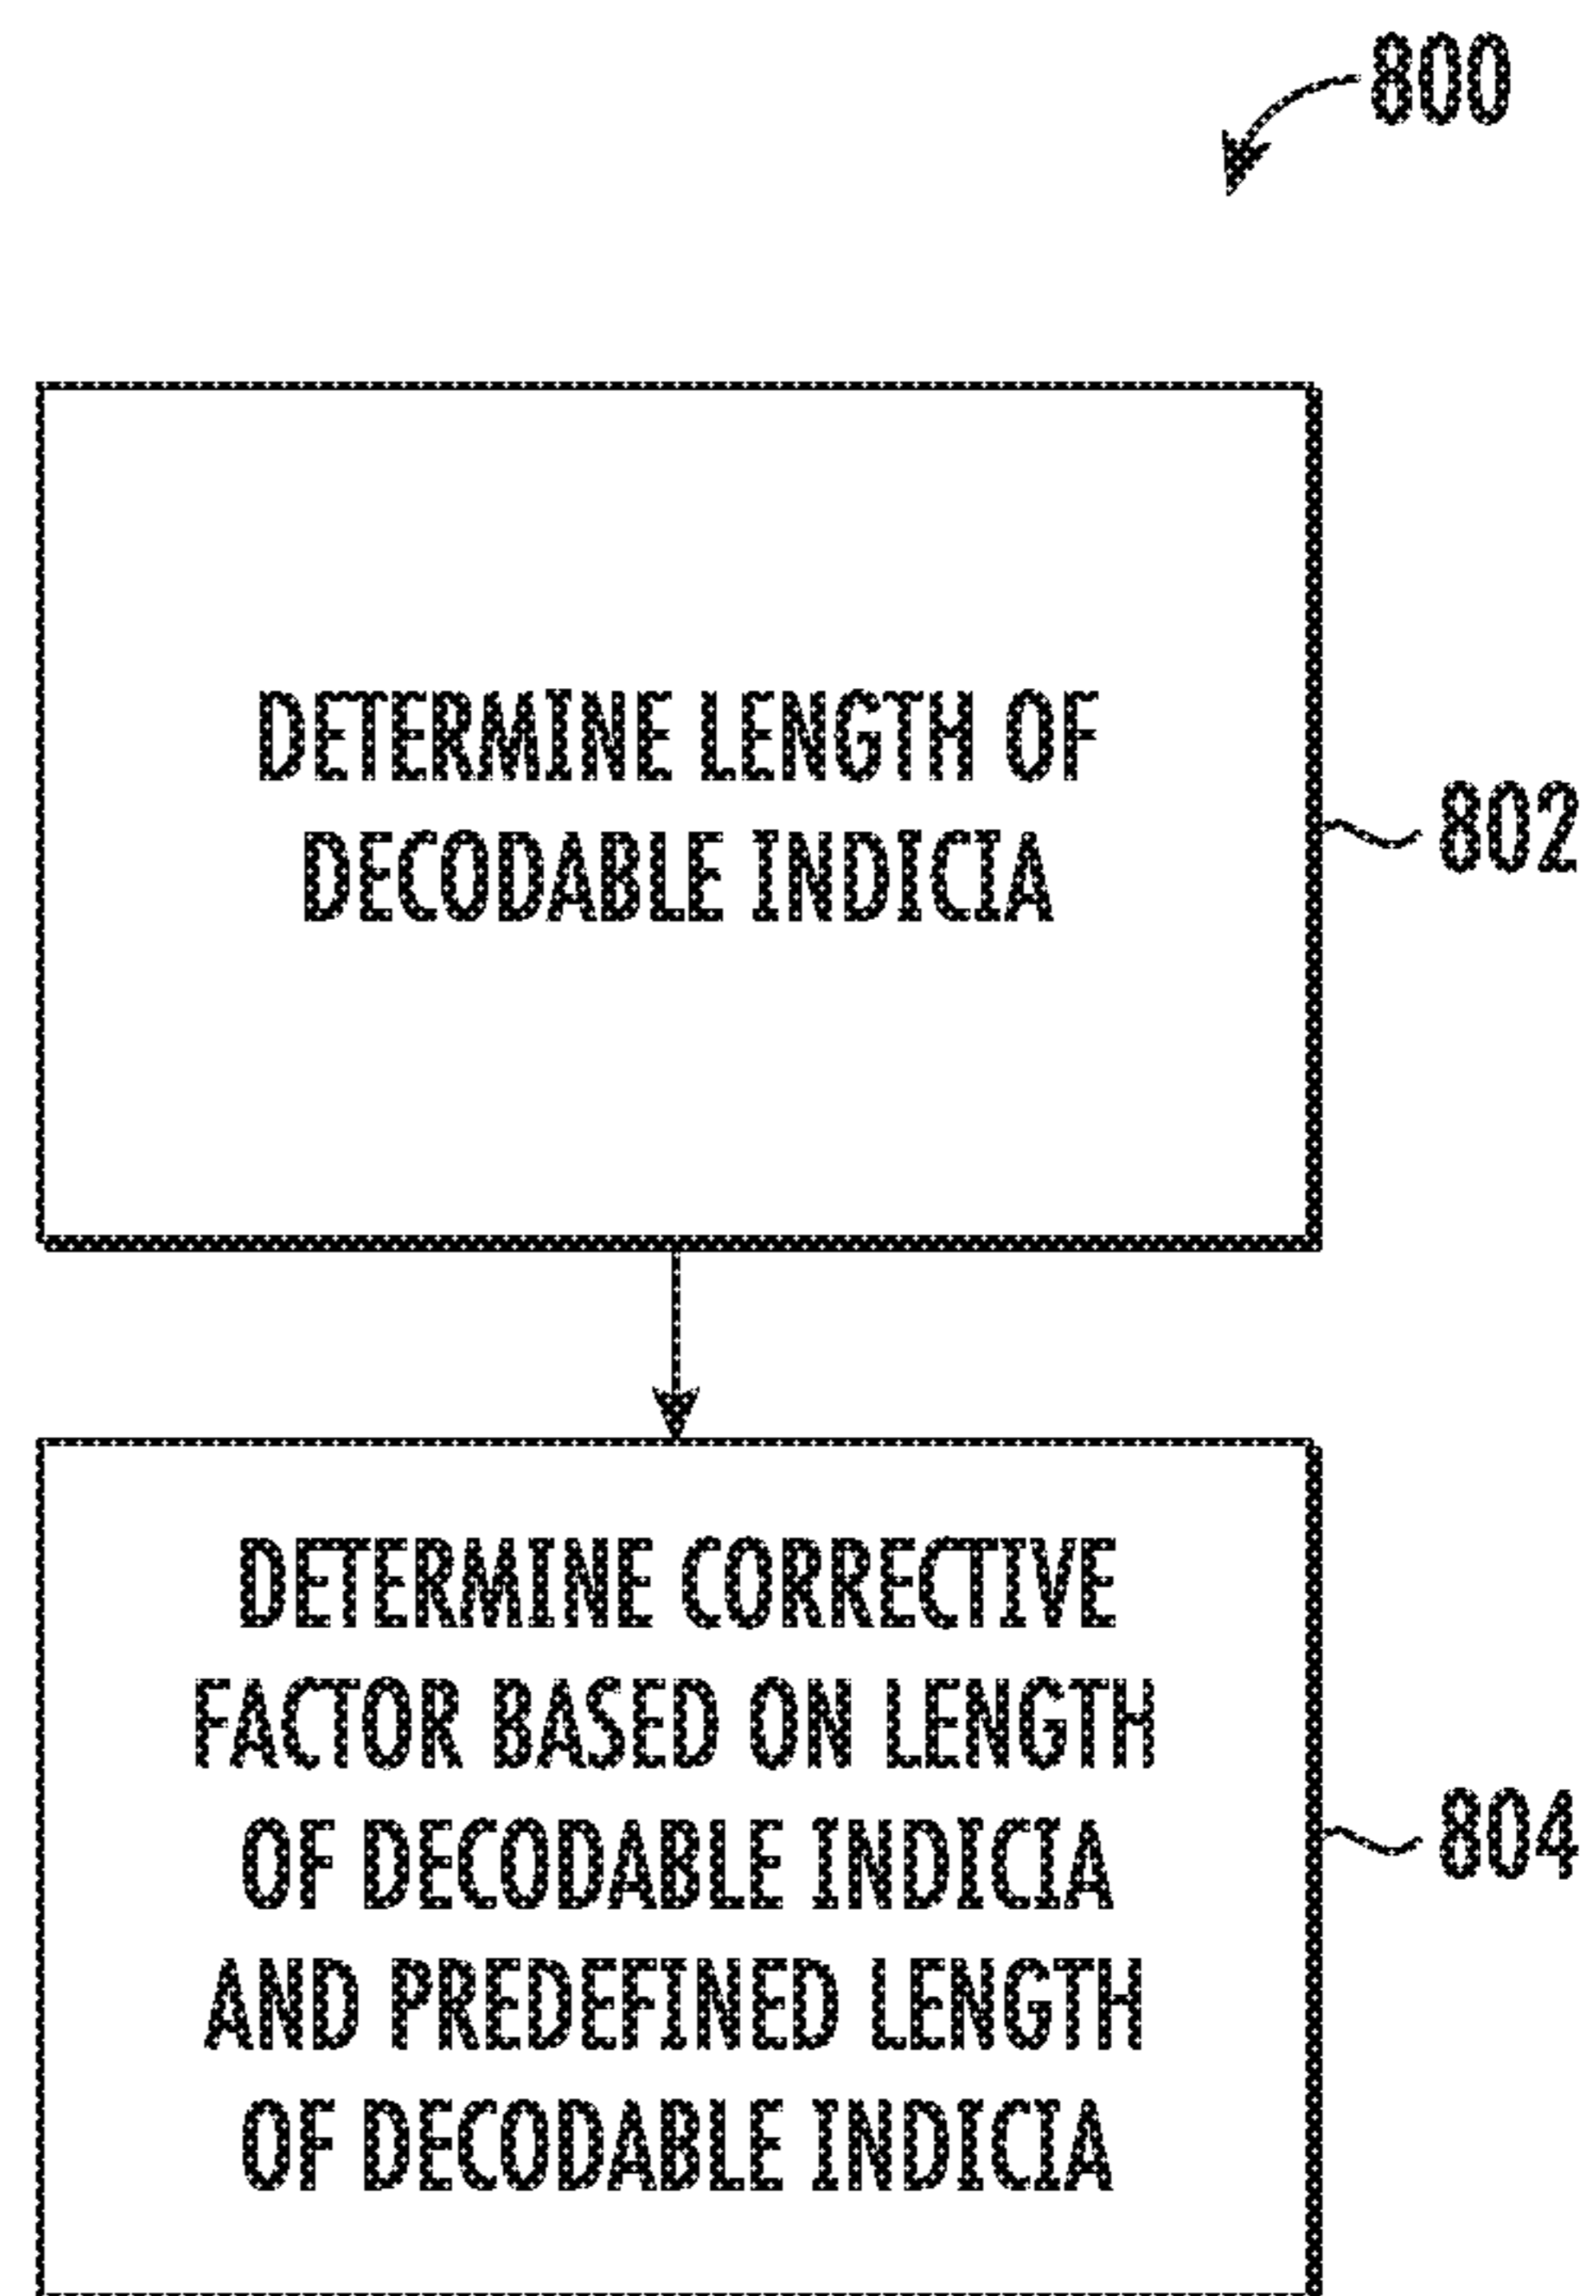 800
DETERMINE LENGTH OF
DECODABLE INDICIA
802
DETERMINE CORRECTIVE
FACTOR BASED ON LENGTH
OF DECODABLE INDICIA
AND PREDEFINED LENGTH
OF DECODABLE INDICIA
804